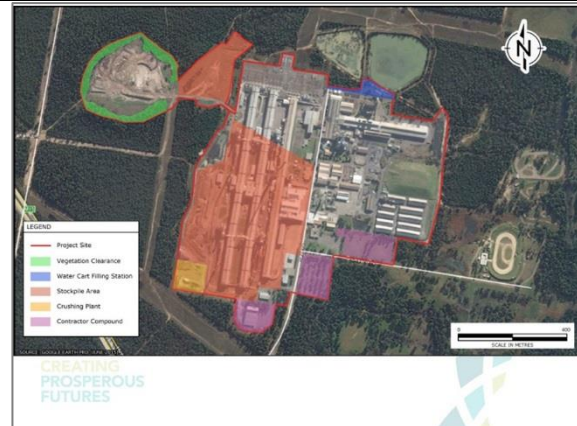 N
LEGEND
Project Site
Vegetation Clearance
Water Cart Filling Station
Stockpile Area
Crushing Plant
Contractor Compound
0 400
SCALE IN METRES
CREATING
PROSPEROUS
FUTURES